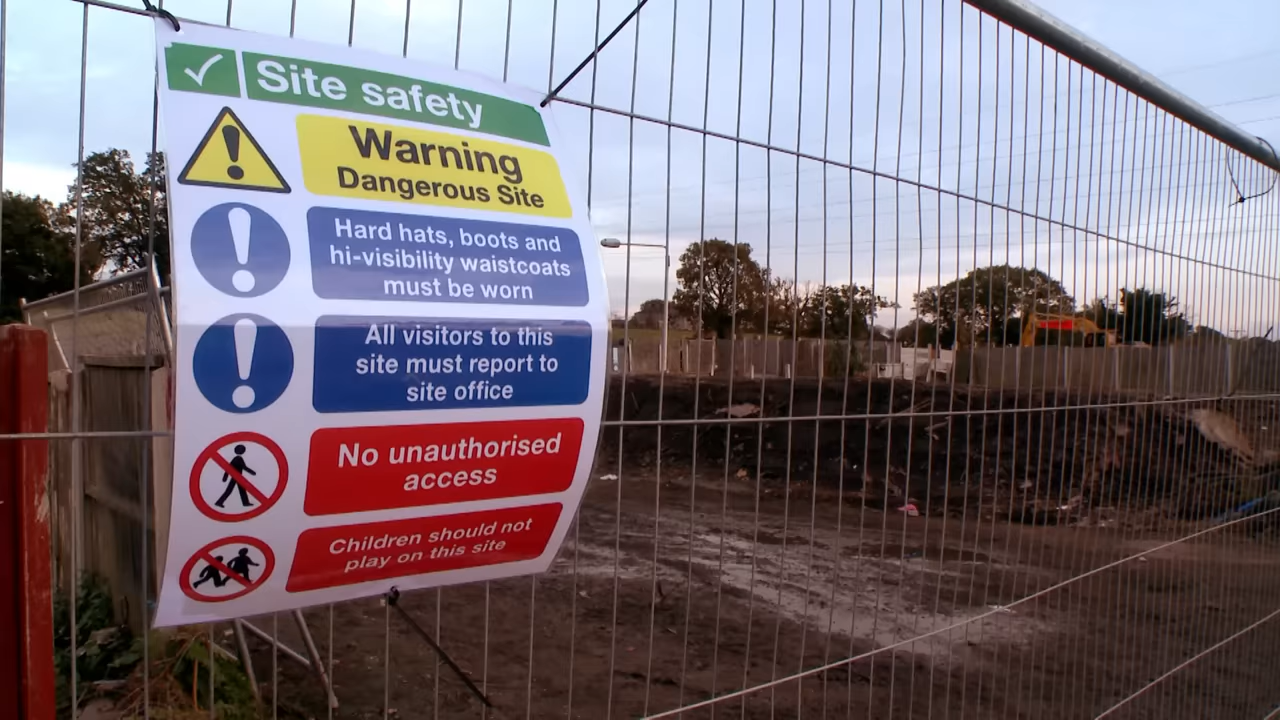 Site safety
Warning
Dangerous Site
Hard hats, boots and
hi-visibility waistcoats
must be worn
All visitors to this
site must report to
site office
No unauthorised
access
Children should not
play on this site